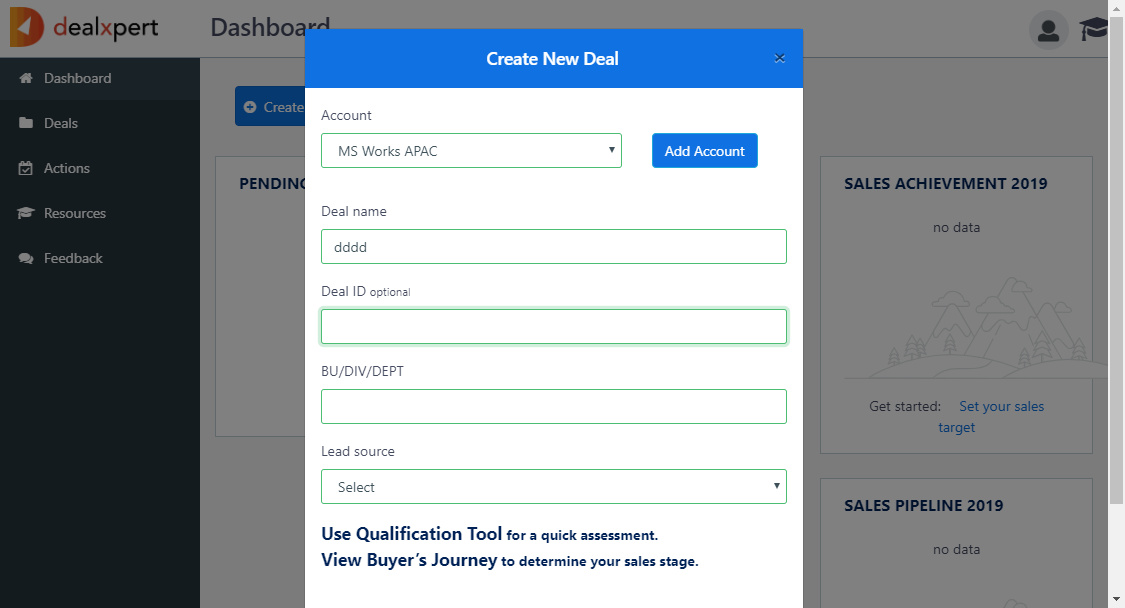 dealxpert
Dashboard
Dashboard
Deals
Actions
Resources
Feedback
Create
PENDING
Create New Deal
×
Account
MS Works APAC
Add Account
Deal name
dddd
Deal ID optional
BU/DIV/DEPT
Lead source
Select
Use Qualification Tool for a quick assessment.
View Buyer’s Journey to determine your sales stage.
SALES ACHIEVEMENT 2019
no data
Get started: Set your sales
target
SALES PIPELINE 2019
no data